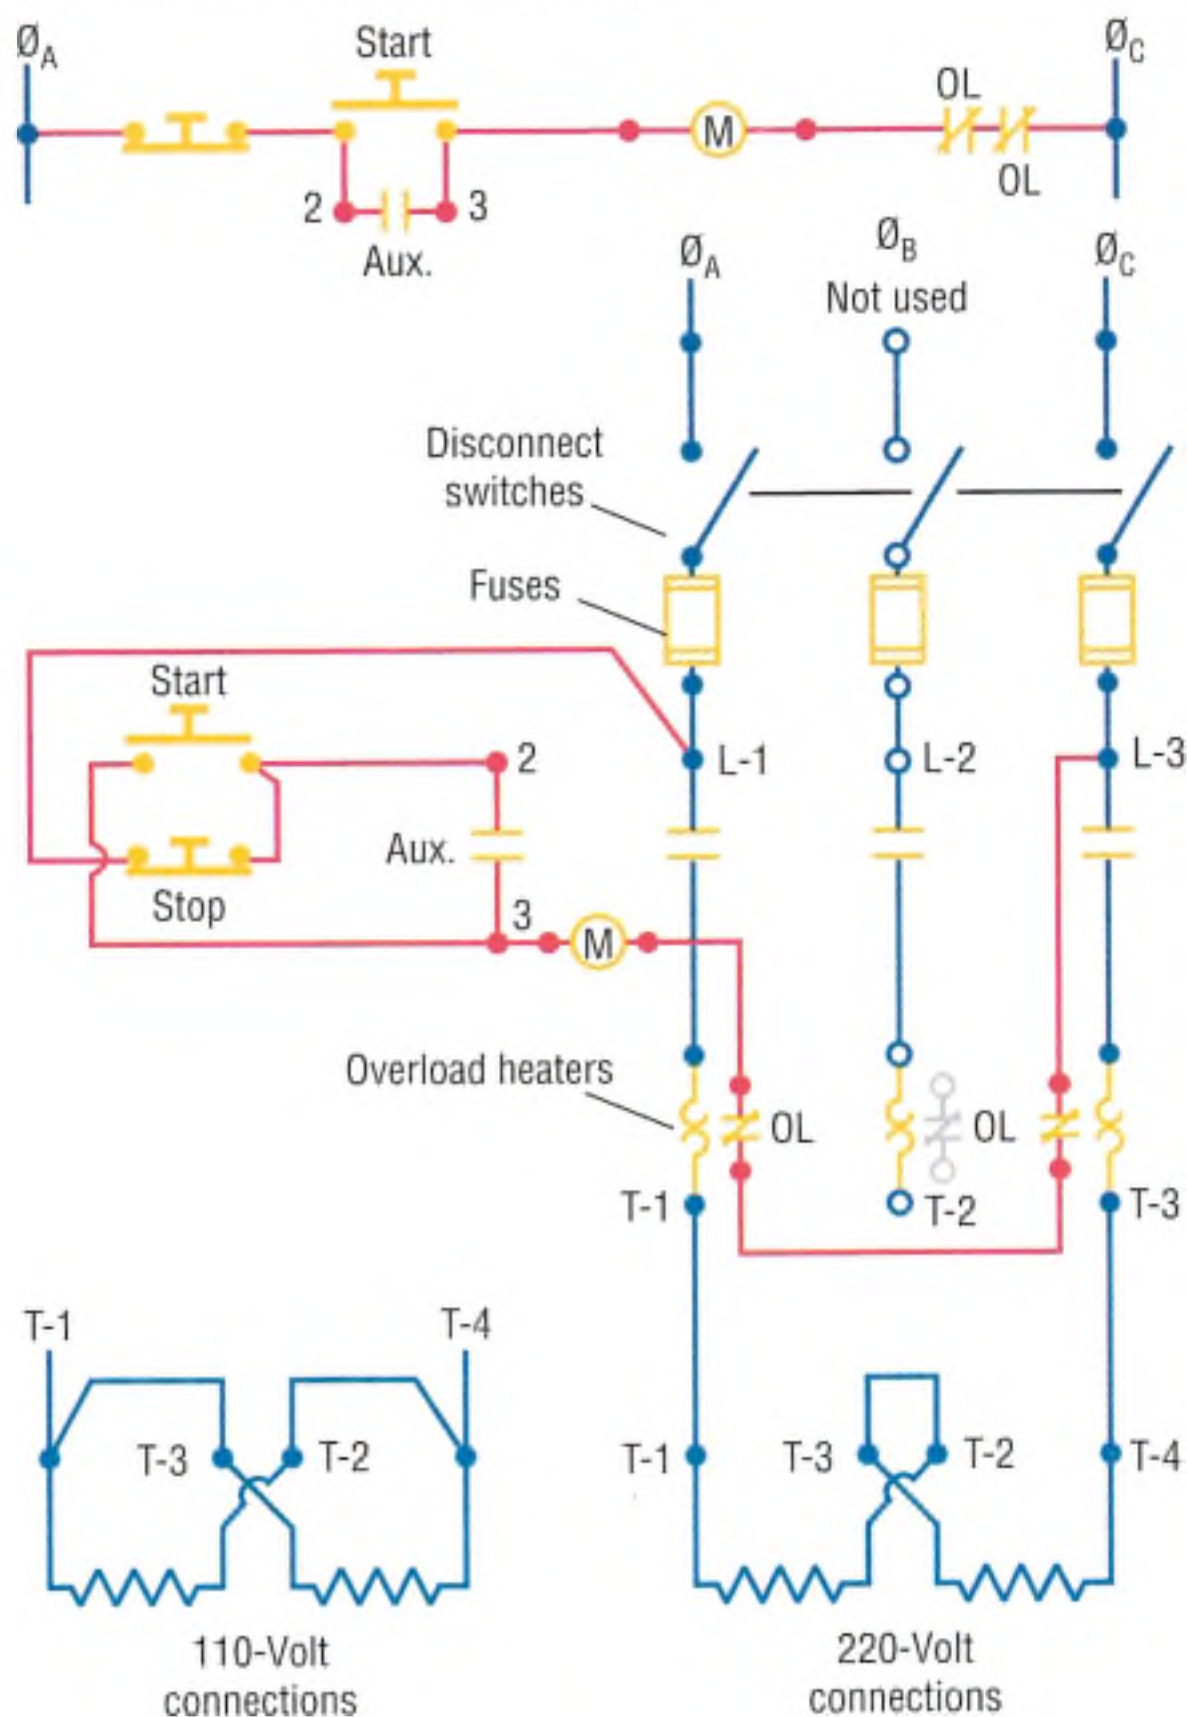 ØA
Start
ØC
OL
M
OL
2
3
Aux.
ØA
ØB
ØC
Not used
Disconnect
switches
Fuses
Start
2
L-1
L-2
L-3
Aux.
Stop
3
M
Overload heaters
OL
OL
T-1
T-2
T-3
T-1
T-4
T-3
T-2
T-1
T-3
T-2
T-4
110-Volt
connections
220-Volt
connections